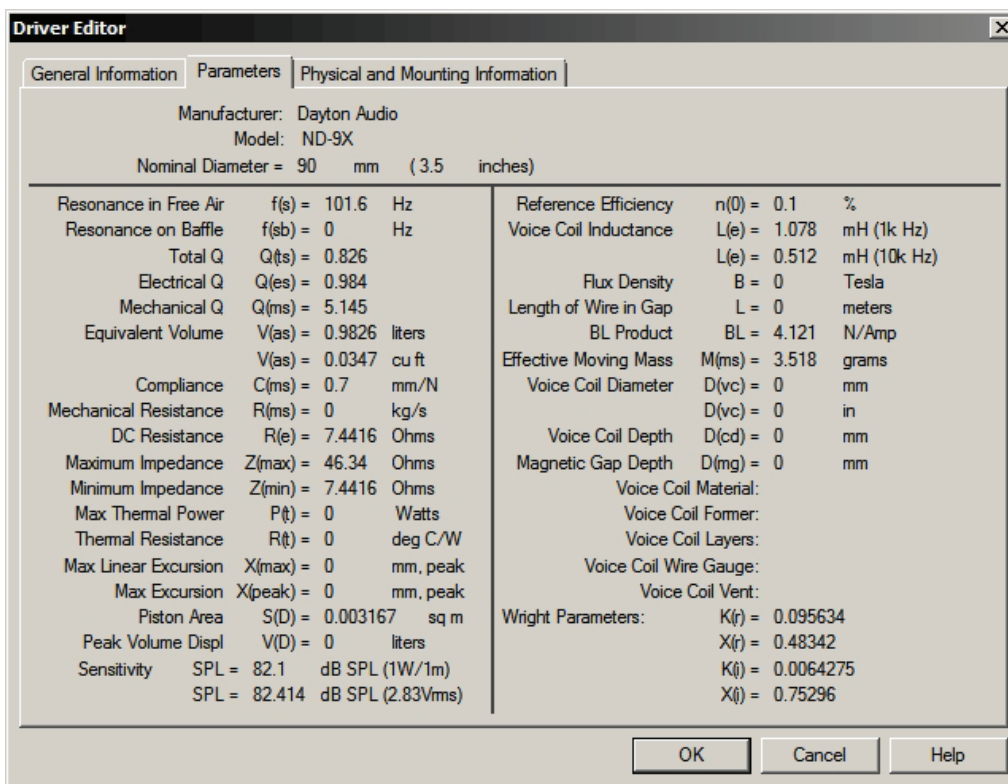 Driver Editor
General Information Parameters Physical and Mounting Information
Manufacturer: Dayton Audio
Model: ND-9X
Nominal Diameter = 90 mm ( 3.5 inches)
Resonance in Free Air f(s) = 101.6 Hz
Resonance on Baffle f(sb) = 0 Hz
Total Q Q(ts) = 0.826
Electrical Q Q(es) = 0.984
Mechanical Q Q(ms) = 5.145
Equivalent Volume V(as) = 0.9826 liters
V(as) = 0.0347 cu ft
Compliance C(ms) = 0.7 mm/N
Mechanical Resistance R(ms) = 0 kg/s
DC Resistance R(e) = 7.4416 Ohms
Maximum Impedance Z(max) = 46.34 Ohms
Minimum Impedance Z(min) = 7.4416 Ohms
Max Thermal Power P(t) = 0 Watts
Thermal Resistance R(t) = 0 deg C/W
Max Linear Excursion X(max) = 0 mm, peak
Max Excursion X(peak) = 0 mm, peak
Piston Area S(D) = 0.003167 sq m
Peak Volume Displ V(D) = 0 liters
Sensitivity SPL = 82.1 dB SPL (1W/1m)
SPL = 82.414 dB SPL (2.83Vrms)
Reference Efficiency n(0) = 0.1 %
Voice Coil Inductance L(e) = 1.078 mH (1k Hz)
L(e) = 0.512 mH (10k Hz)
Flux Density B = 0 Tesla
Length of Wire in Gap L = 0 meters
BL Product BL = 4.121 N/Amp
Effective Moving Mass M(ms) = 3.518 grams
Voice Coil Diameter D(vc) = 0 mm
D(vc) = 0 in
Voice Coil Depth D(cd) = 0 mm
Magnetic Gap Depth D(mg) = 0 mm
Voice Coil Material:
Voice Coil Former:
Voice Coil Layers:
Voice Coil Wire Gauge:
Voice Coil Vent:
Wright Parameters: K(r) = 0.095634
X(r) = 0.48342
K(i) = 0.0064275
X(i) = 0.75296
OK Cancel Help